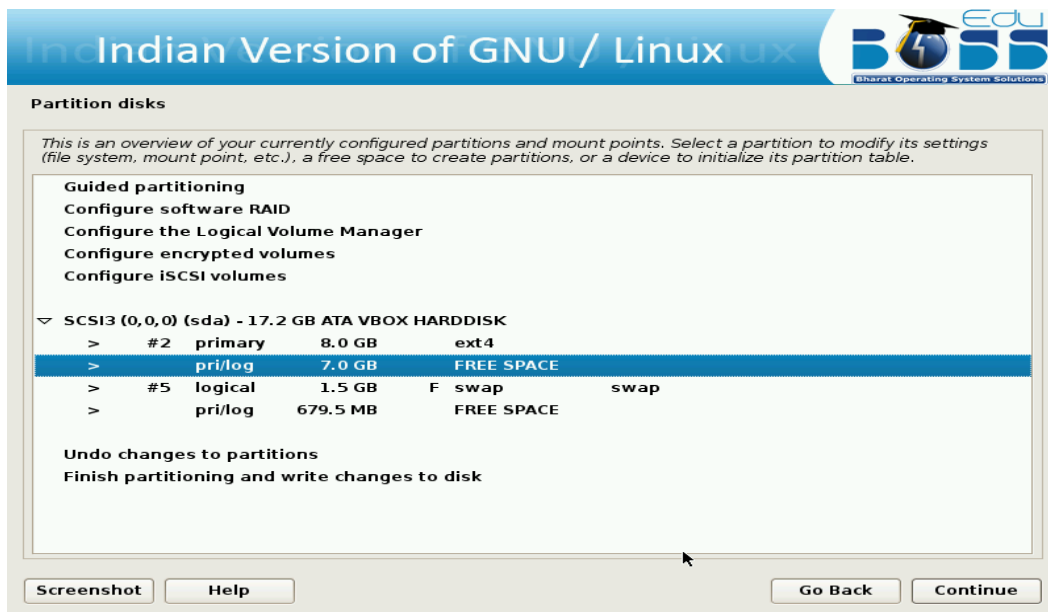 Indian Version of GNU / Linux
Edu
BOSS
Bharat Operating System Solutions
Partition disks
This is an overview of your currently configured partitions and mount points. Select a partition to modify its settings
(file system, mount point, etc.), a free space to create partitions, or a device to initialize its partition table.
Guided partitioning
Configure software RAID
Configure the Logical Volume Manager
Configure encrypted volumes
Configure iSCSI volumes
SCSI3 (0,0,0) (sda) - 17.2 GB ATA VBOX HARDDISK
> #2 primary 8.0 GB ext4
> pri/log 7.0 GB FREE SPACE
> #5 logical 1.5 GB F swap swap
> pri/log 679.5 MB FREE SPACE
Undo changes to partitions
Finish partitioning and write changes to disk
Screenshot Help Go Back Continue